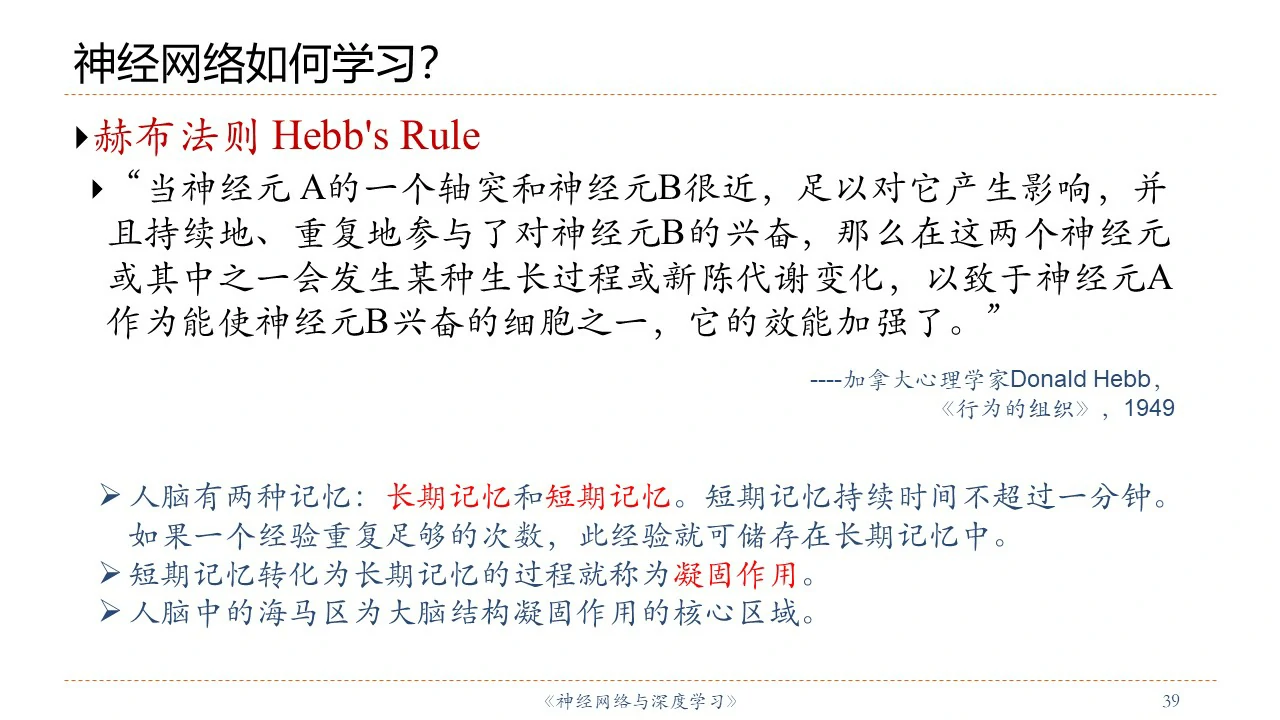 神经网络如何学习？
赫布法则 Hebb's Rule
“当神经元 A的一个轴突和神经元B很近，足以对它产生影响，并
且持续地、重复地参与了对神经元B的兴奋，那么在这两个神经元
或其中之一会发生某种生长过程或新陈代谢变化，以致于神经元A
作为能使神经元B兴奋的细胞之一，它的效能加强了。”
----加拿大心理学家Donald Hebb，
《行为的组织》，1949
人脑有两种记忆：长期记忆和短期记忆。短期记忆持续时间不超过一分钟。
如果一个经验重复足够的次数，此经验就可储存在长期记忆中。
短期记忆转化为长期记忆的过程就称为凝固作用。
人脑中的海马区为大脑结构凝固作用的核心区域。
《神经网络与深度学习》
39